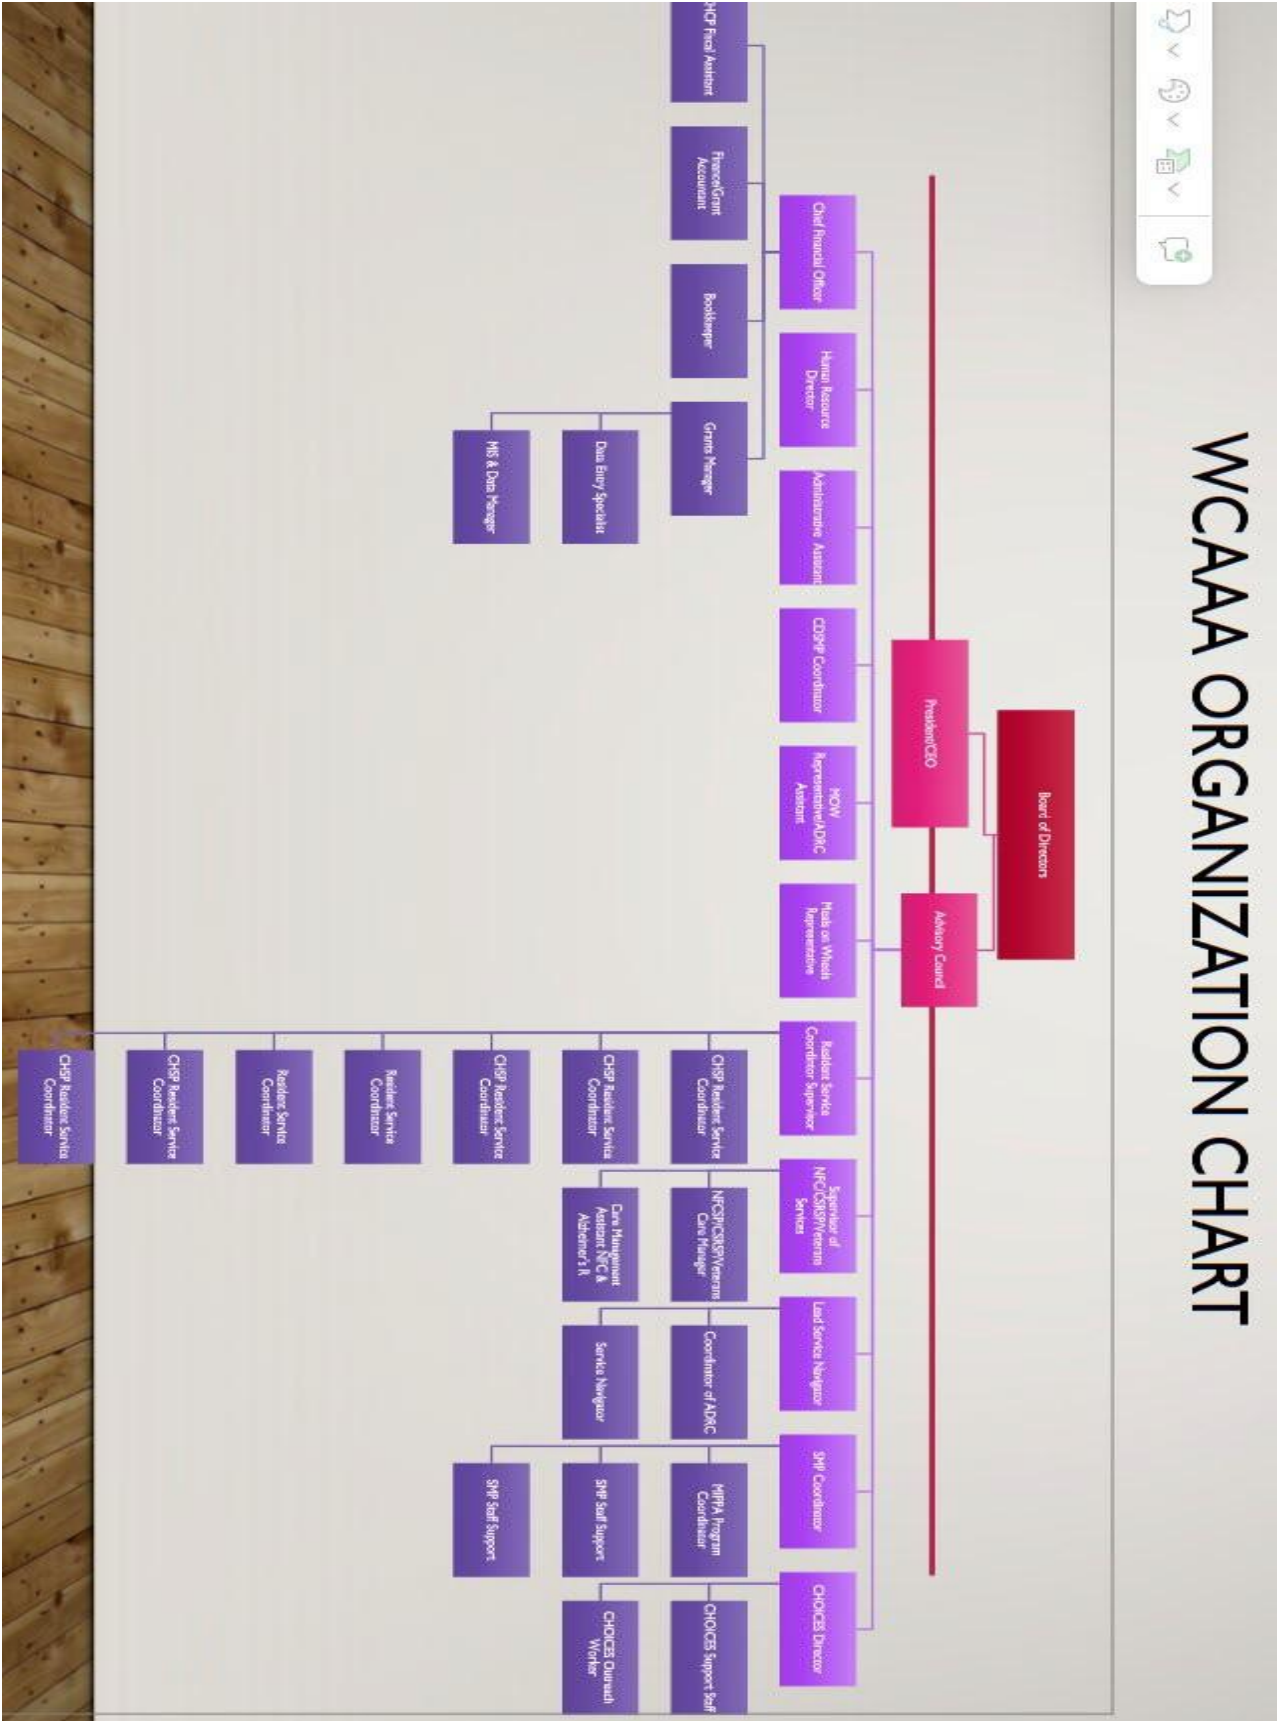 WCAAA ORGANIZATION CHART
Board of Directors
President/CEO
Advisory Council
Chief Financial Officer
Human Resource
Director
Administrative Assistant
CDSMP Coordinator
MOW
Representative/ADRC
Assistant
Meals on Wheels
Representative
Resident Service
Coordintor Supervisor
Supervisor of
NFC/CSRSP/Veterans
Services
Lead Service Navigator
SMP Coordinator
CHOICES Director
HCP Fiscal Assistant
Finance/Grant
Accountant
Bookkeeper
Grants Manager
Data Entry Specialist
MIS & Data Manager
CHSP Resident Service
Coordinator
CHSP Resident Service
Coordinator
CHSP Resident Service
Coordinator
Resident Service
Coordinator
Resident Service
Coordinator
CHSP Resident Service
Coordinator
CHSP Resident Service
Coordinator
NFCSP/CSRSP/Veterans
Care Manager
Care Management
Assistant NFC &
Alzheimer's R
Coordinator of ADRC
Service Navigator
MIPPA Program
Coordinator
SMP Staff Support
SMP Staff Support
CHOICES Support Staff
CHOICES Outreach
Worker